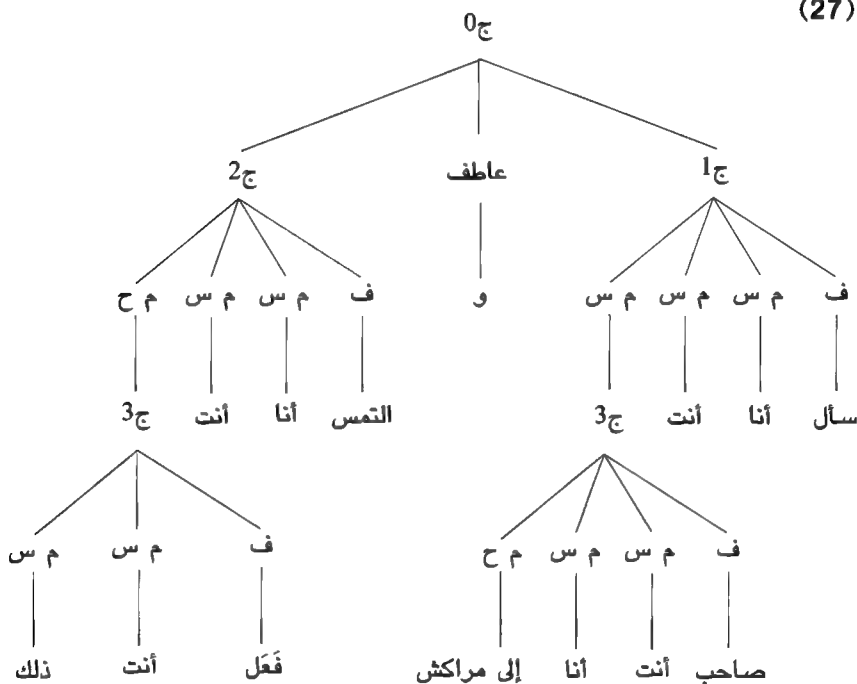 (27)
ج0
ج1 عاطف ج2
ف م س م س م س و ف م س م س م ح
سأل أنا أنت ج3 التمس أنا أنت ج3
ف م س م س م ح ف م س م س
صاحب أنت أنا إلى مراكش فَعَل أنت ذلك